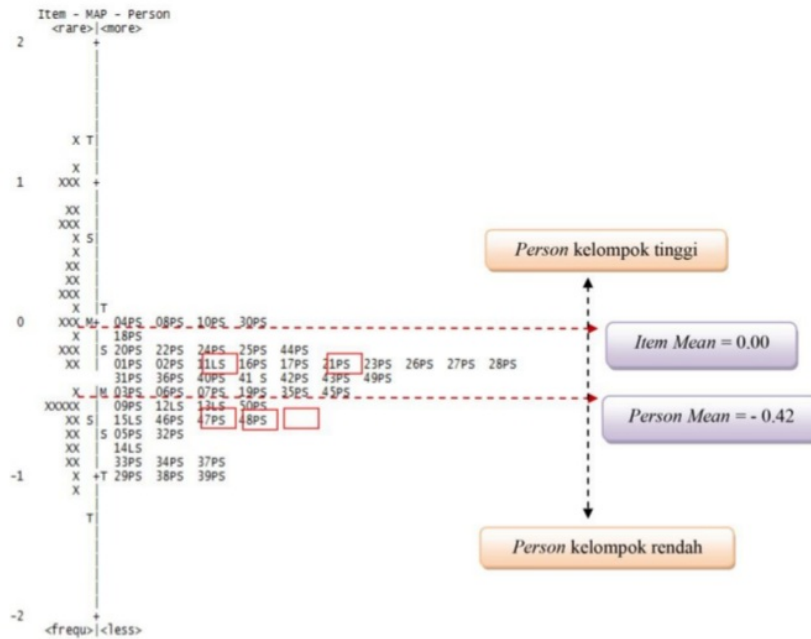 Item - MAP - Person
<rare>|<more>
2 +
X T|
X |
1 XXX +
XX |
XXX |
X S|
X |
XX |
XX |
XXX |
X |T
0 XXX M+ 04PS 08PS 10PS 30PS
X | 18PS
XXX |S 20PS 22PS 24PS 25PS 44PS
XX | 01PS 02PS 11LS 16PS 17PS 21PS 23PS 26PS 27PS 28PS
| 31PS 36PS 40PS 41 S 42PS 43PS 49PS
X |M 03PS 06PS 07PS 19PS 35PS 45PS
XXXXX | 09PS 12LS 13LS 50PS
XX S| 15LS 46PS 47PS 48PS
XX |S 05PS 32PS
XX | 14LS
XX | 33PS 34PS 37PS
-1 X +T 29PS 38PS 39PS
X |
T|
-2 +
<frequ>|<less>
Person kelompok tinggi
Item Mean = 0.00
Person Mean = - 0.42
Person kelompok rendah